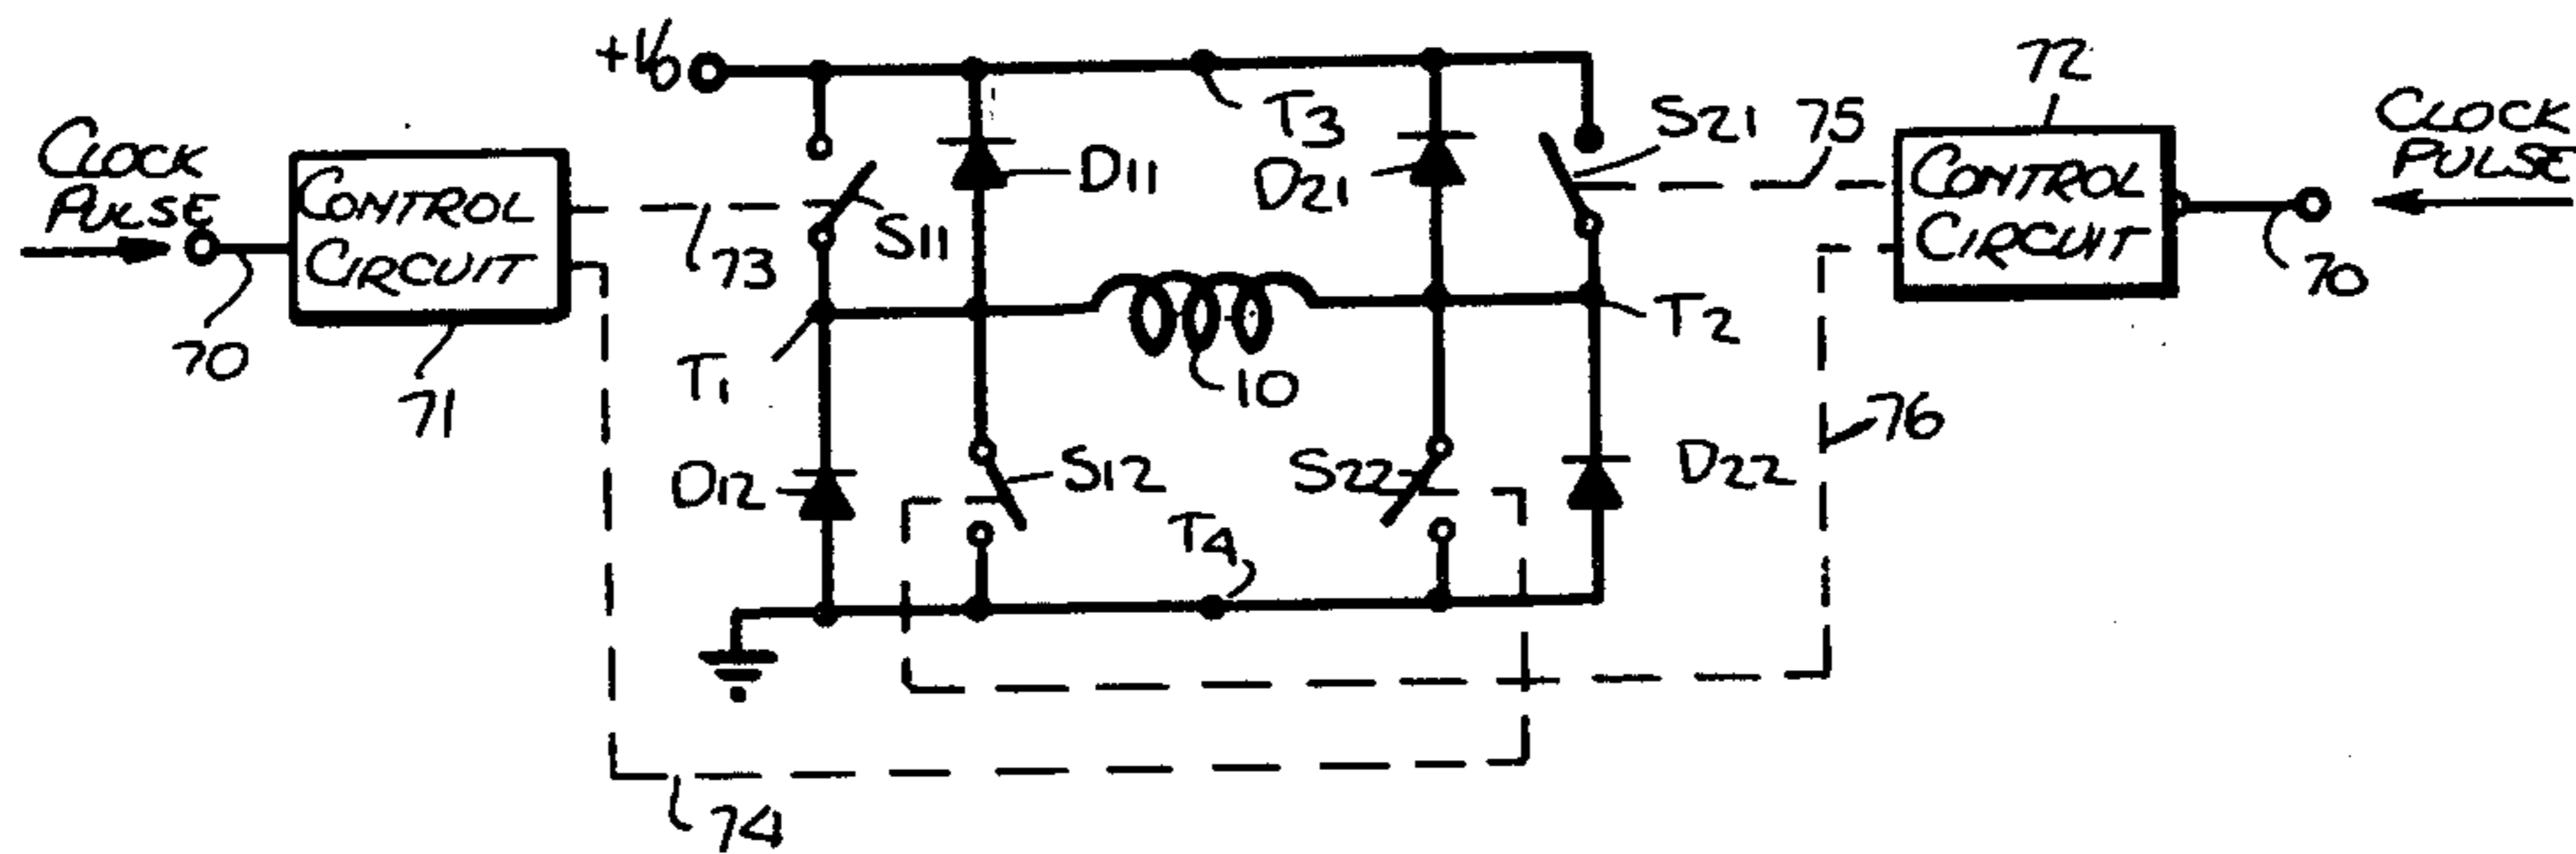 +V0
T3
72
CLOCK
PULSE
CONTROL
CIRCUIT
70
71
73
S11
D11
D21
S21
75
CONTROL
CIRCUIT
CLOCK
PULSE
70
T1
10
T2
76
D12
S12
S22
D22
T4
74